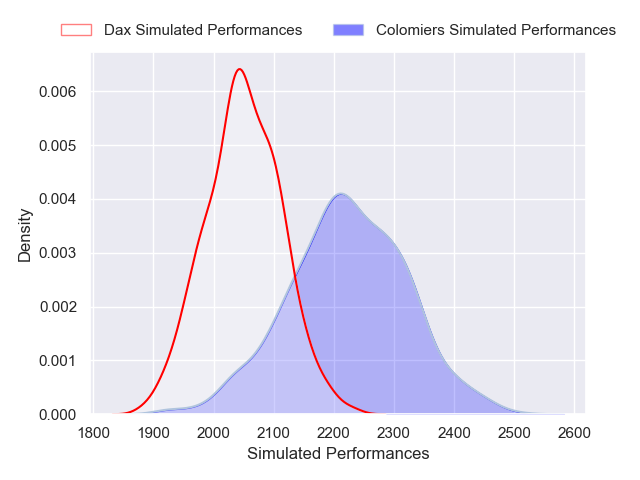 Dax Simulated Performances Colomiers Simulated Performances
0.006
0.005
0.004
0.003
0.002
0.001
0.000
Density
1800 1900 2000 2100 2200 2300 2400 2500 2600
Simulated Performances